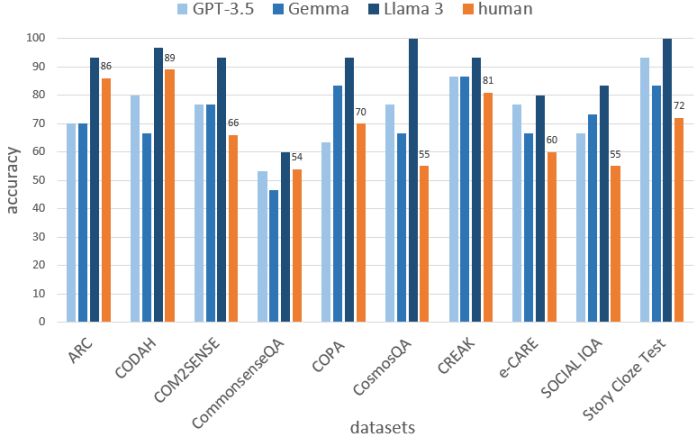 GPT-3.5 Gemma Llama 3 human
100
90
80
70
60
50
40
30
20
10
0
accuracy
86
89
66
54
70
55
81
60
55
72
ARC
CODAH
COM2SENSE
CommonsenseQA
COPA
CosmosQA
CREAK
e-CARE
SOCIAL IQA
Story Cloze Test
datasets